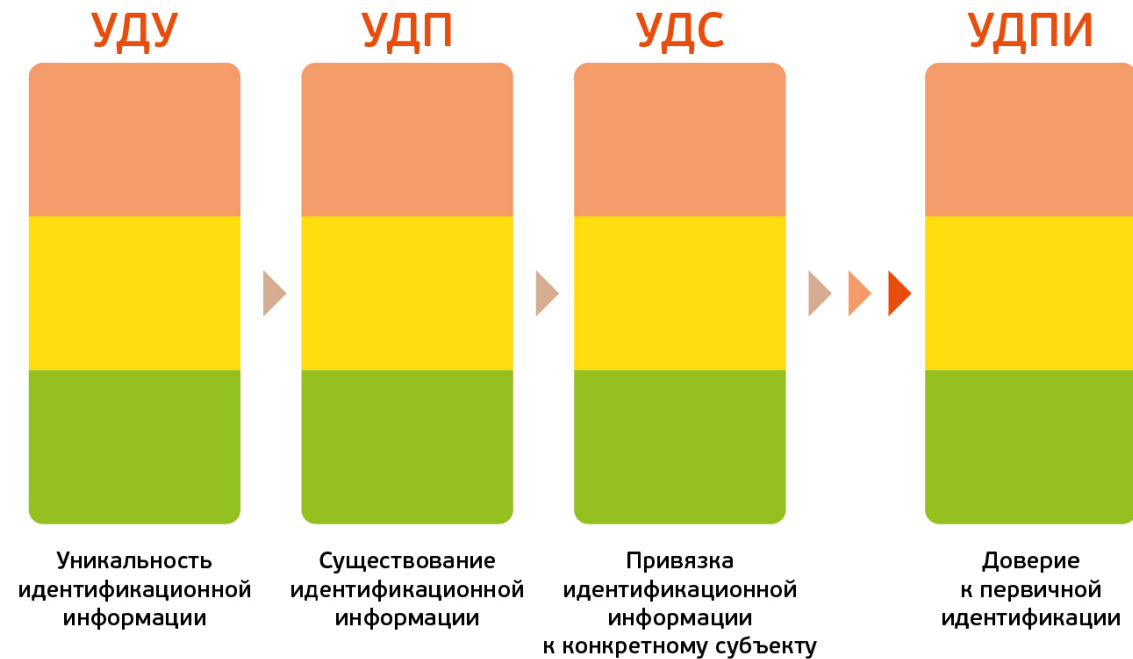 УДУ
УДП
УДС
УДПИ
Уникальность
идентификационной
информации
Существование
идентификационной
информации
Привязка
идентификационной
информации
к конкретному субъекту
Доверие
к первичной
идентификации